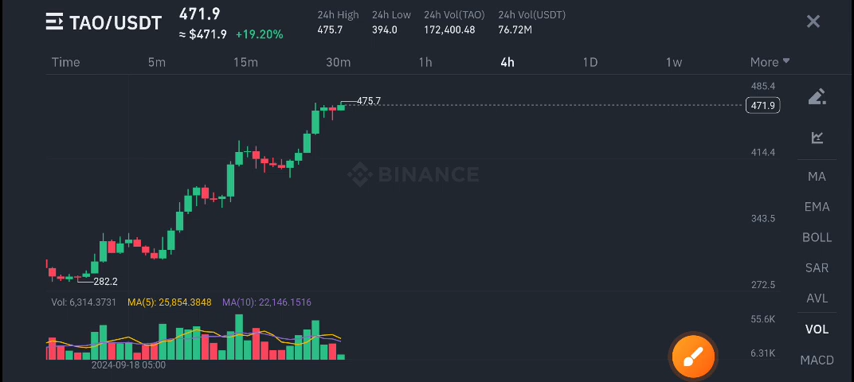 TAO/USDT
471.9
≈ $471.9 +19.20%
24h High 24h Low 24h Vol(TAO) 24h Vol(USDT)
475.7 394.0 172,400.48 76.72M
Time 5m 15m 30m 1h 4h 1D 1w More
485.4
475.7
471.9
414.4
BINANCE
343.5
282.2
272.5
Vol: 6,314.3731 MA(5): 25,854.3848 MA(10): 22,146.1516
55.6K
6.31K
2024-09-18 05:00
MA
EMA
BOLL
SAR
AVL
VOL
MACD